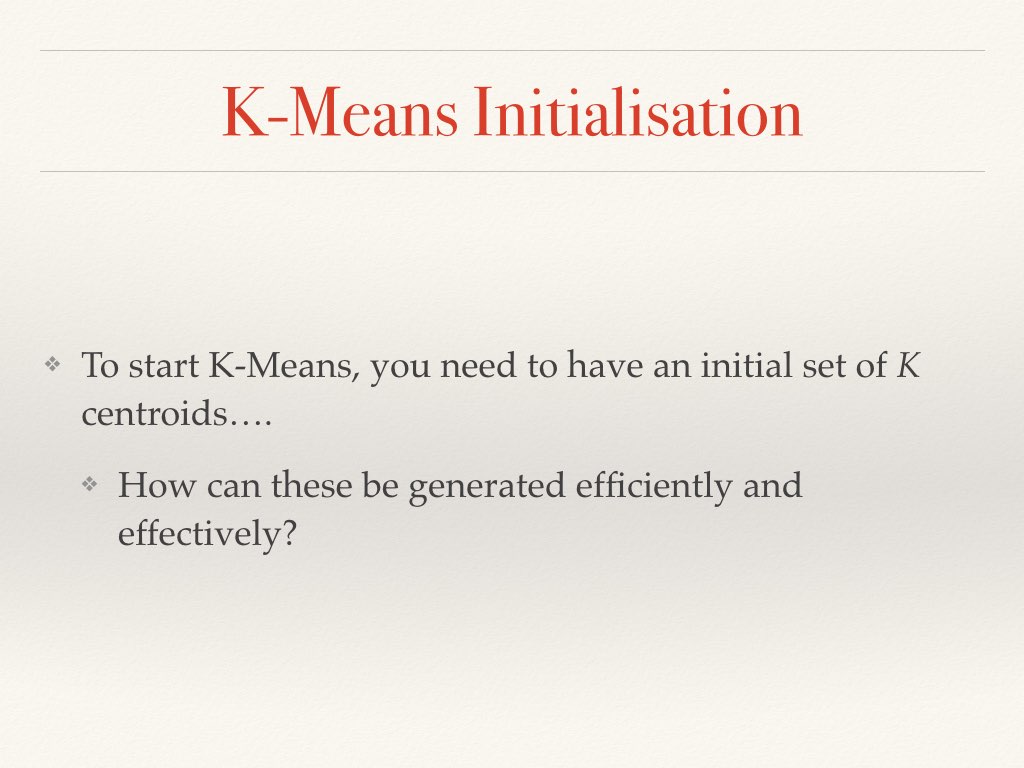 K-Means Initialisation
To start K-Means, you need to have an initial set of K
centroids….
How can these be generated efficiently and
effectively?